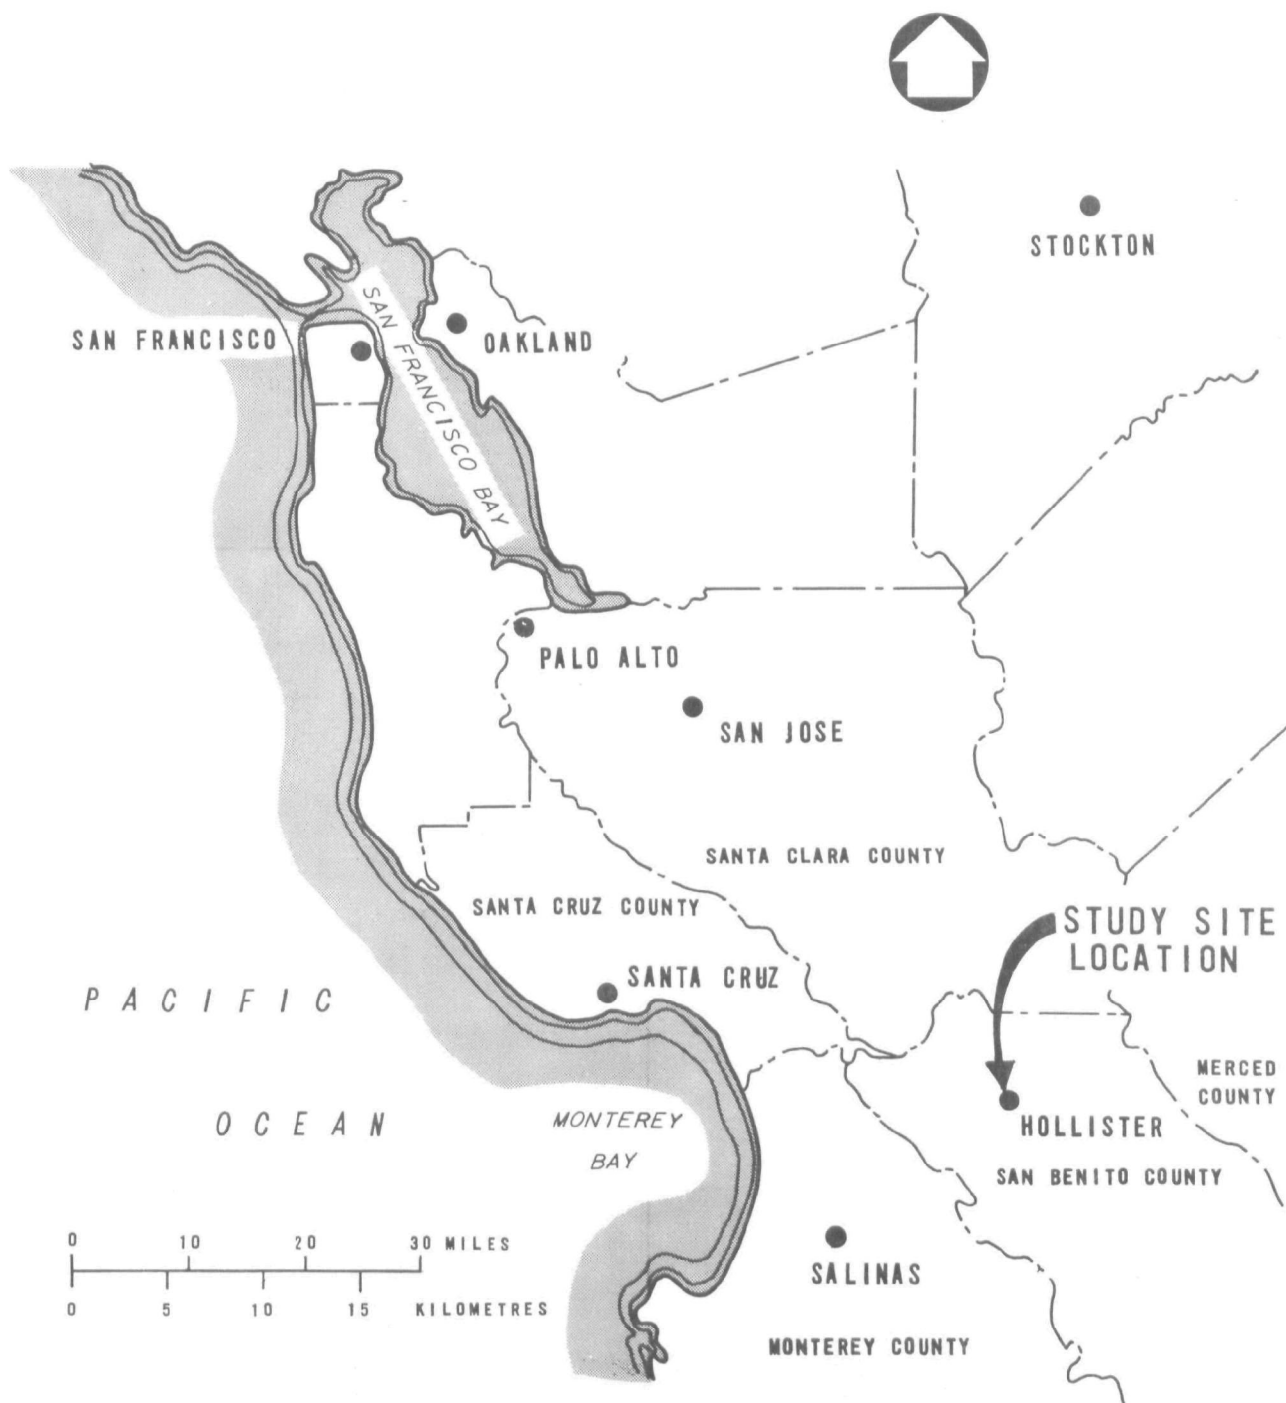 STOCKTON
SAN FRANCISCO
SAN FRANCISCO BAY
OAKLAND
PALO ALTO
SAN JOSE
SANTA CLARA COUNTY
SANTA CRUZ COUNTY
STUDY SITE
LOCATION
SANTA CRUZ
PACIFIC
OCEAN
MERCED
COUNTY
MONTEREY
BAY
HOLLISTER
SAN BENITO COUNTY
0 10 20 30 MILES
0 5 10 15 KILOMETRES
SALINAS
MONTEREY COUNTY